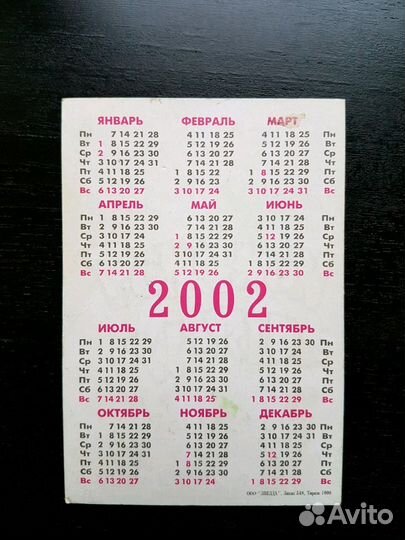 ЯНВАРЬ ФЕВРАЛЬ МАРТ
Пн 7 14 21 28 4 11 18 25 4 11 18 25 Пн
Вт 1 8 15 22 29 5 12 19 26 5 12 19 26 Вт
Ср 2 9 16 23 30 6 13 20 27 6 13 20 27 Ср
Чт 3 10 17 24 31 7 14 21 28 7 14 21 28 Чт
Пт 4 11 18 25 1 8 15 22 1 8 15 22 29 Пт
Сб 5 12 19 26 2 9 16 23 2 9 16 23 30 Сб
Вс 6 13 20 27 3 10 17 24 3 10 17 24 31 Вс
АПРЕЛЬ МАЙ ИЮНЬ
Пн 1 8 15 22 29 6 13 20 27 3 10 17 24 Пн
Вт 2 9 16 23 30 7 14 21 28 4 11 18 25 Вт
Ср 3 10 17 24 1 8 15 22 29 5 12 19 26 Ср
Чт 4 11 18 25 2 9 16 23 30 6 13 20 27 Чт
Пт 5 12 19 26 3 10 17 24 31 7 14 21 28 Пт
Сб 6 13 20 27 4 11 18 25 1 8 15 22 29 Сб
Вс 7 14 21 28 5 12 19 26 2 9 16 23 30 Вс
2002
ИЮЛЬ АВГУСТ СЕНТЯБРЬ
Пн 1 8 15 22 29 5 12 19 26 2 9 16 23 30 Пн
Вт 2 9 16 23 30 6 13 20 27 3 10 17 24 Вт
Ср 3 10 17 24 31 7 14 21 28 4 11 18 25 Ср
Чт 4 11 18 25 1 8 15 22 29 5 12 19 26 Чт
Пт 5 12 19 26 2 9 16 23 30 6 13 20 27 Пт
Сб 6 13 20 27 3 10 17 24 31 7 14 21 28 Сб
Вс 7 14 21 28 4 11 18 25 1 8 15 22 29 Вс
ОКТЯБРЬ НОЯБРЬ ДЕКАБРЬ
Пн 7 14 21 28 4 11 18 25 2 9 16 23 30 Пн
Вт 1 8 15 22 29 5 12 19 26 3 10 17 24 31 Вт
Ср 2 9 16 23 30 6 13 20 27 4 11 18 25 Ср
Чт 3 10 17 24 31 7 14 21 28 5 12 19 26 Чт
Пт 4 11 18 25 1 8 15 22 29 6 13 20 27 Пт
Сб 5 12 19 26 2 9 16 23 30 7 14 21 28 Сб
Вс 6 13 20 27 3 10 17 24 1 8 15 22 29 Вс
ООО "ЗВЕЗДА". Заказ Тираж
Avito